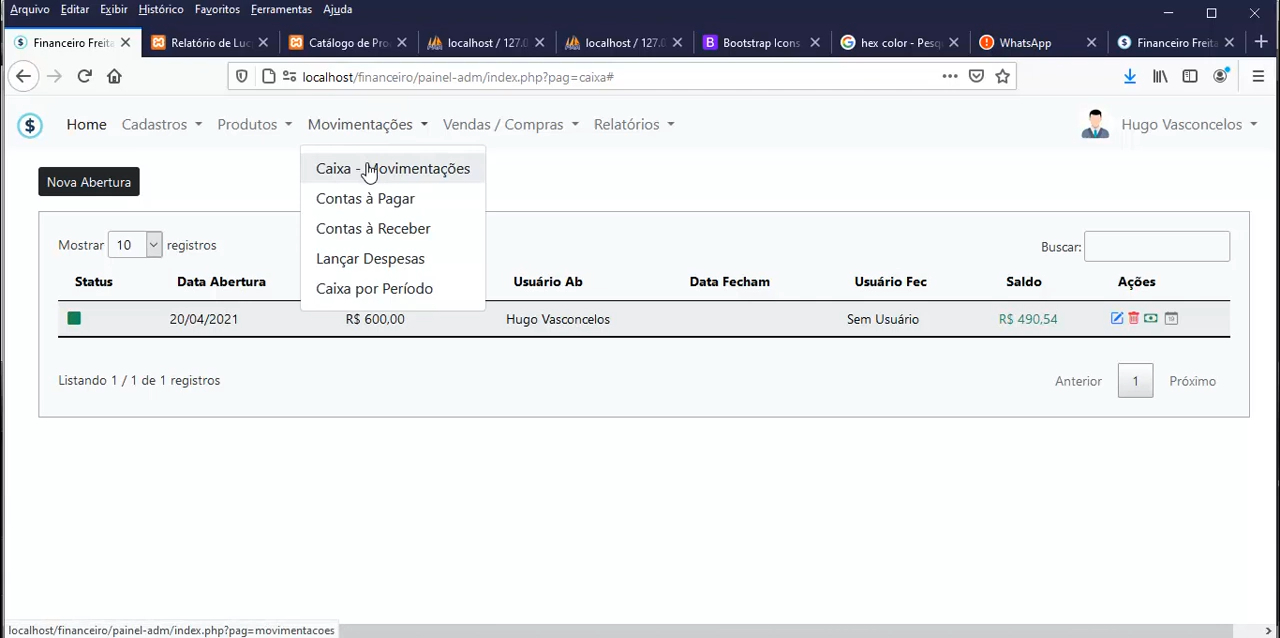 Arquivo Editar Exibir Histórico Favoritos Ferramentas Ajuda
Financeiro Freita Relatório de Luc Catálogo de Pro localhost / 127.0 localhost / 127.0 Bootstrap Icons hex color - Pesq WhatsApp Financeiro Freita
localhost/financeiro/painel-adm/index.php?pag=caixa#
$ Home Cadastros Produtos Movimentações Vendas / Compras Relatórios Hugo Vasconcelos
Caixa - Movimentações
Contas à Pagar
Contas à Receber
Lançar Despesas
Caixa por Período
Nova Abertura
Mostrar 10 registros Buscar:
Status Data Abertura Usuário Ab Data Fecham Usuário Fec Saldo Ações
20/04/2021 R$ 600,00 Hugo Vasconcelos Sem Usuário R$ 490,54
Listando 1 / 1 de 1 registros Anterior 1 Próximo
localhost/financeiro/painel-adm/index.php?pag=movimentacoes